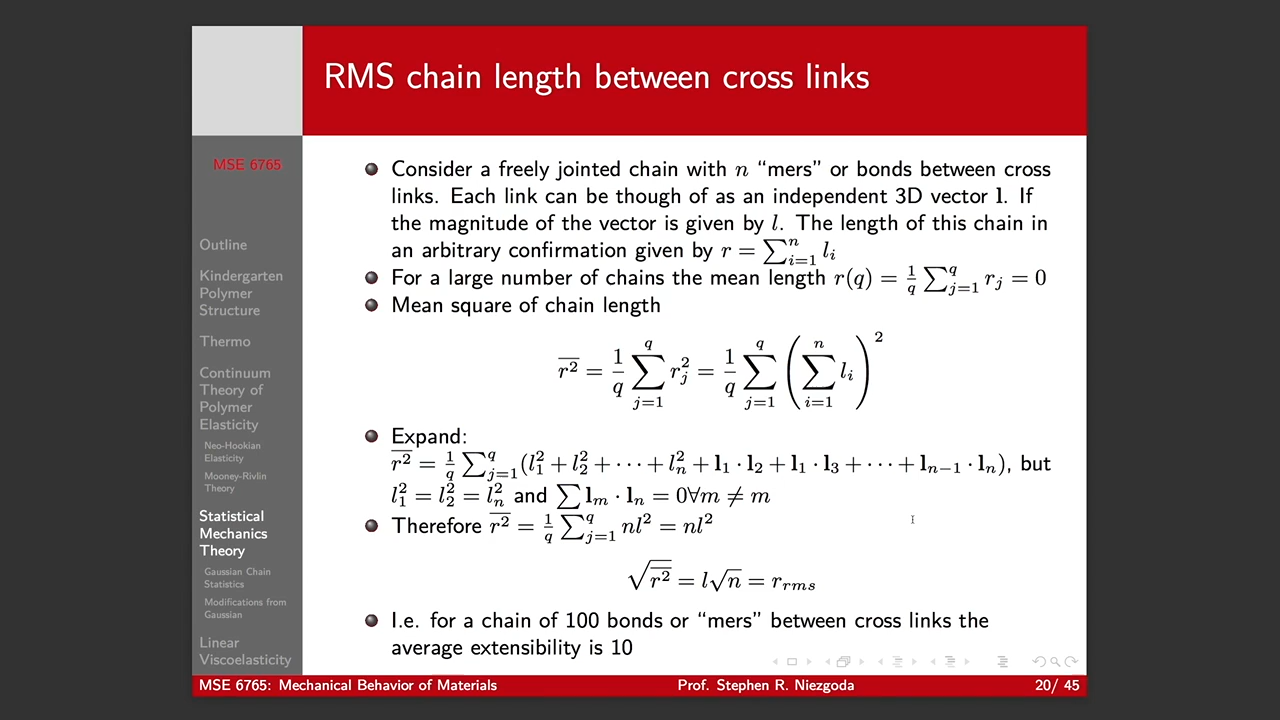 RMS chain length between cross links
MSE 6765
Outline
Kindergarten
Polymer
Structure
Thermo
Continuum
Theory of
Polymer
Elasticity
Neo-Hookian
Elasticity
Mooney-Rivlin
Theory
Statistical
Mechanics
Theory
Gaussian Chain
Statistics
Modifications from
Gaussian
Linear
Viscoelasticity
Consider a freely jointed chain with n “mers” or bonds between cross
links. Each link can be though of as an independent 3D vector l. If
the magnitude of the vector is given by l. The length of this chain in
an arbitrary confirmation given by r = ∑_{i=1}^{n} l_i
For a large number of chains the mean length r(q) = \frac{1}{q} ∑_{j=1}^{q} r_j = 0
Mean square of chain length
\overline{r^2} = \frac{1}{q} ∑_{j=1}^{q} r_j^2 = \frac{1}{q} ∑_{j=1}^{q} (∑_{i=1}^{n} l_i)^2
Expand:
\overline{r^2} = \frac{1}{q} ∑_{j=1}^{q} (l_1^2 + l_2^2 + ⋯ + l_n^2 + l_1 · l_2 + l_1 · l_3 + ⋯ + l_{n−1} · l_n), but
l_1^2 = l_2^2 = l_n^2 and ∑ l_m · l_n = 0∀m ≠ m
Therefore \overline{r^2} = \frac{1}{q} ∑_{j=1}^{q} nl^2 = nl^2
\sqrt{\overline{r^2}} = l√n = r_{rms}
I.e. for a chain of 100 bonds or “mers” between cross links the
average extensibility is 10
MSE 6765: Mechanical Behavior of Materials
Prof. Stephen R. Niezgoda
20/ 45